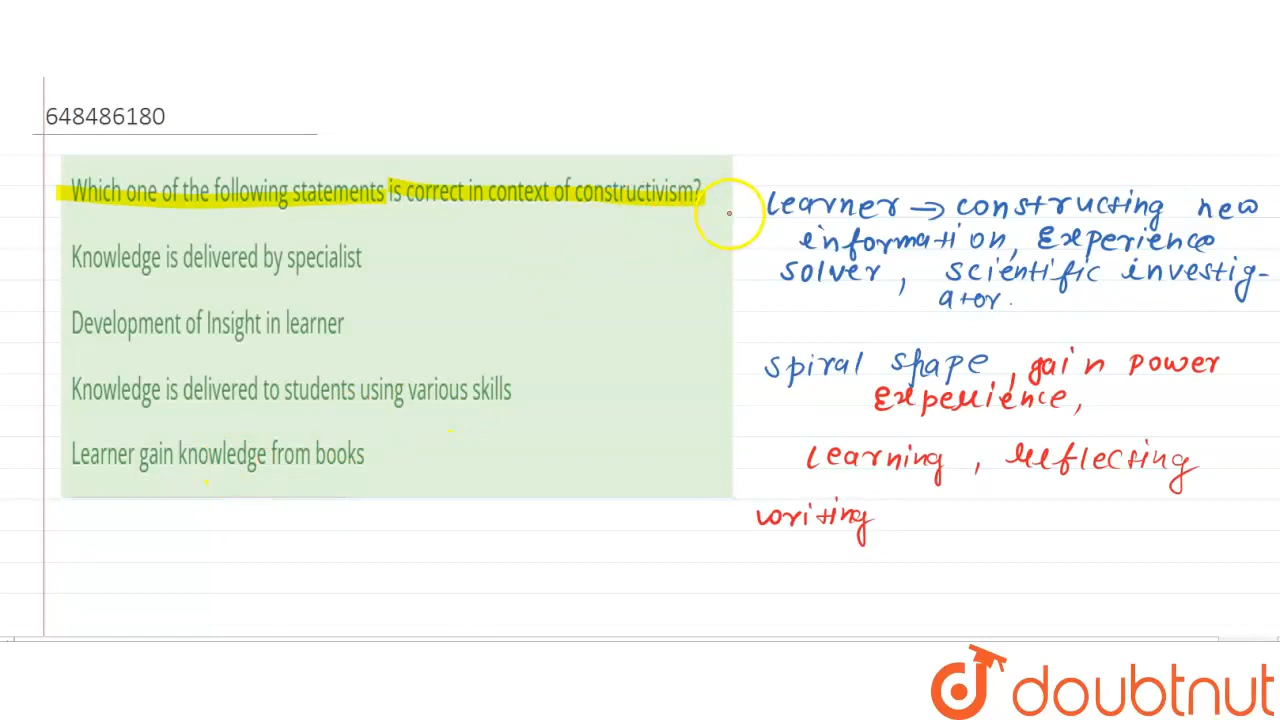 648486180
Which one of the following statements is correct in context of constructivism?
Knowledge is delivered by specialist
Development of Insight in learner
Knowledge is delivered to students using various skills
Learner gain knowledge from books
Learner → constructing new
information, Experience
solver, scientific investig-
ator.
Spiral shape, gain power
Experience,
learning, reflecting
writing
doubtnut